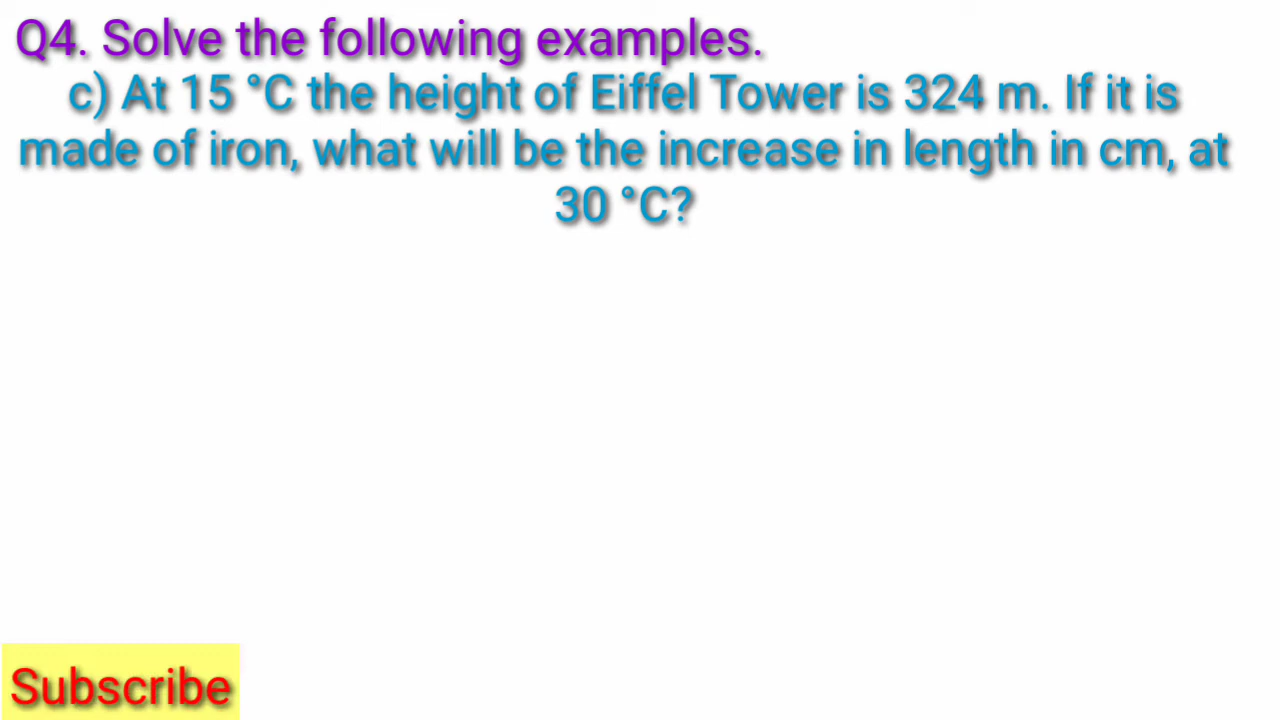 Q4. Solve the following examples.
c) At 15 °C the height of Eiffel Tower is 324 m. If it is
made of iron, what will be the increase in length in cm, at
30 °C?
Subscribe